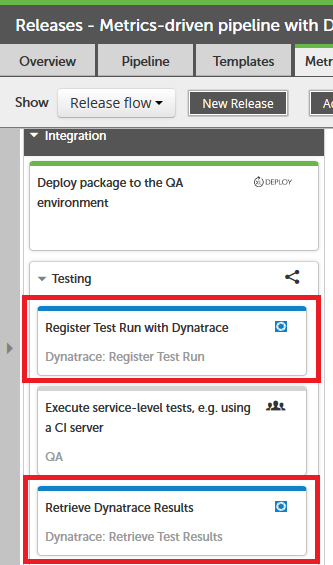 Releases - Metrics-driven pipeline with D
Overview Pipeline Templates Metr
Show Release flow New Release
Integration
Deploy package to the QA DEPLOY
environment
Testing
Register Test Run with Dynatrace
Dynatrace: Register Test Run
Execute service-level tests, e.g. using
a CI server
QA
Retrieve Dynatrace Results
Dynatrace: Retrieve Test Results